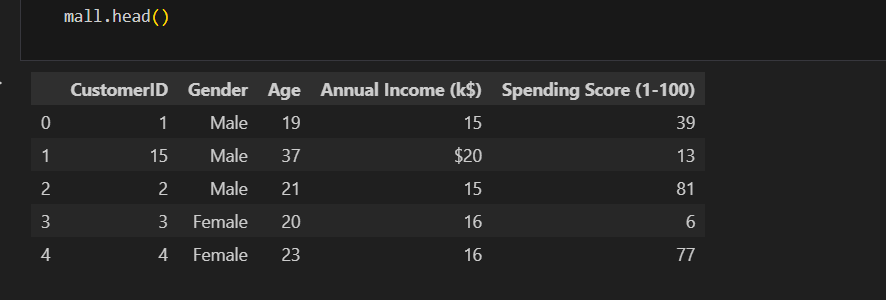 mall.head()
CustomerID Gender Age Annual Income (k$) Spending Score (1-100)
0 1 Male 19 15 39
1 15 Male 37 $20 13
2 2 Male 21 15 81
3 3 Female 20 16 6
4 4 Female 23 16 77